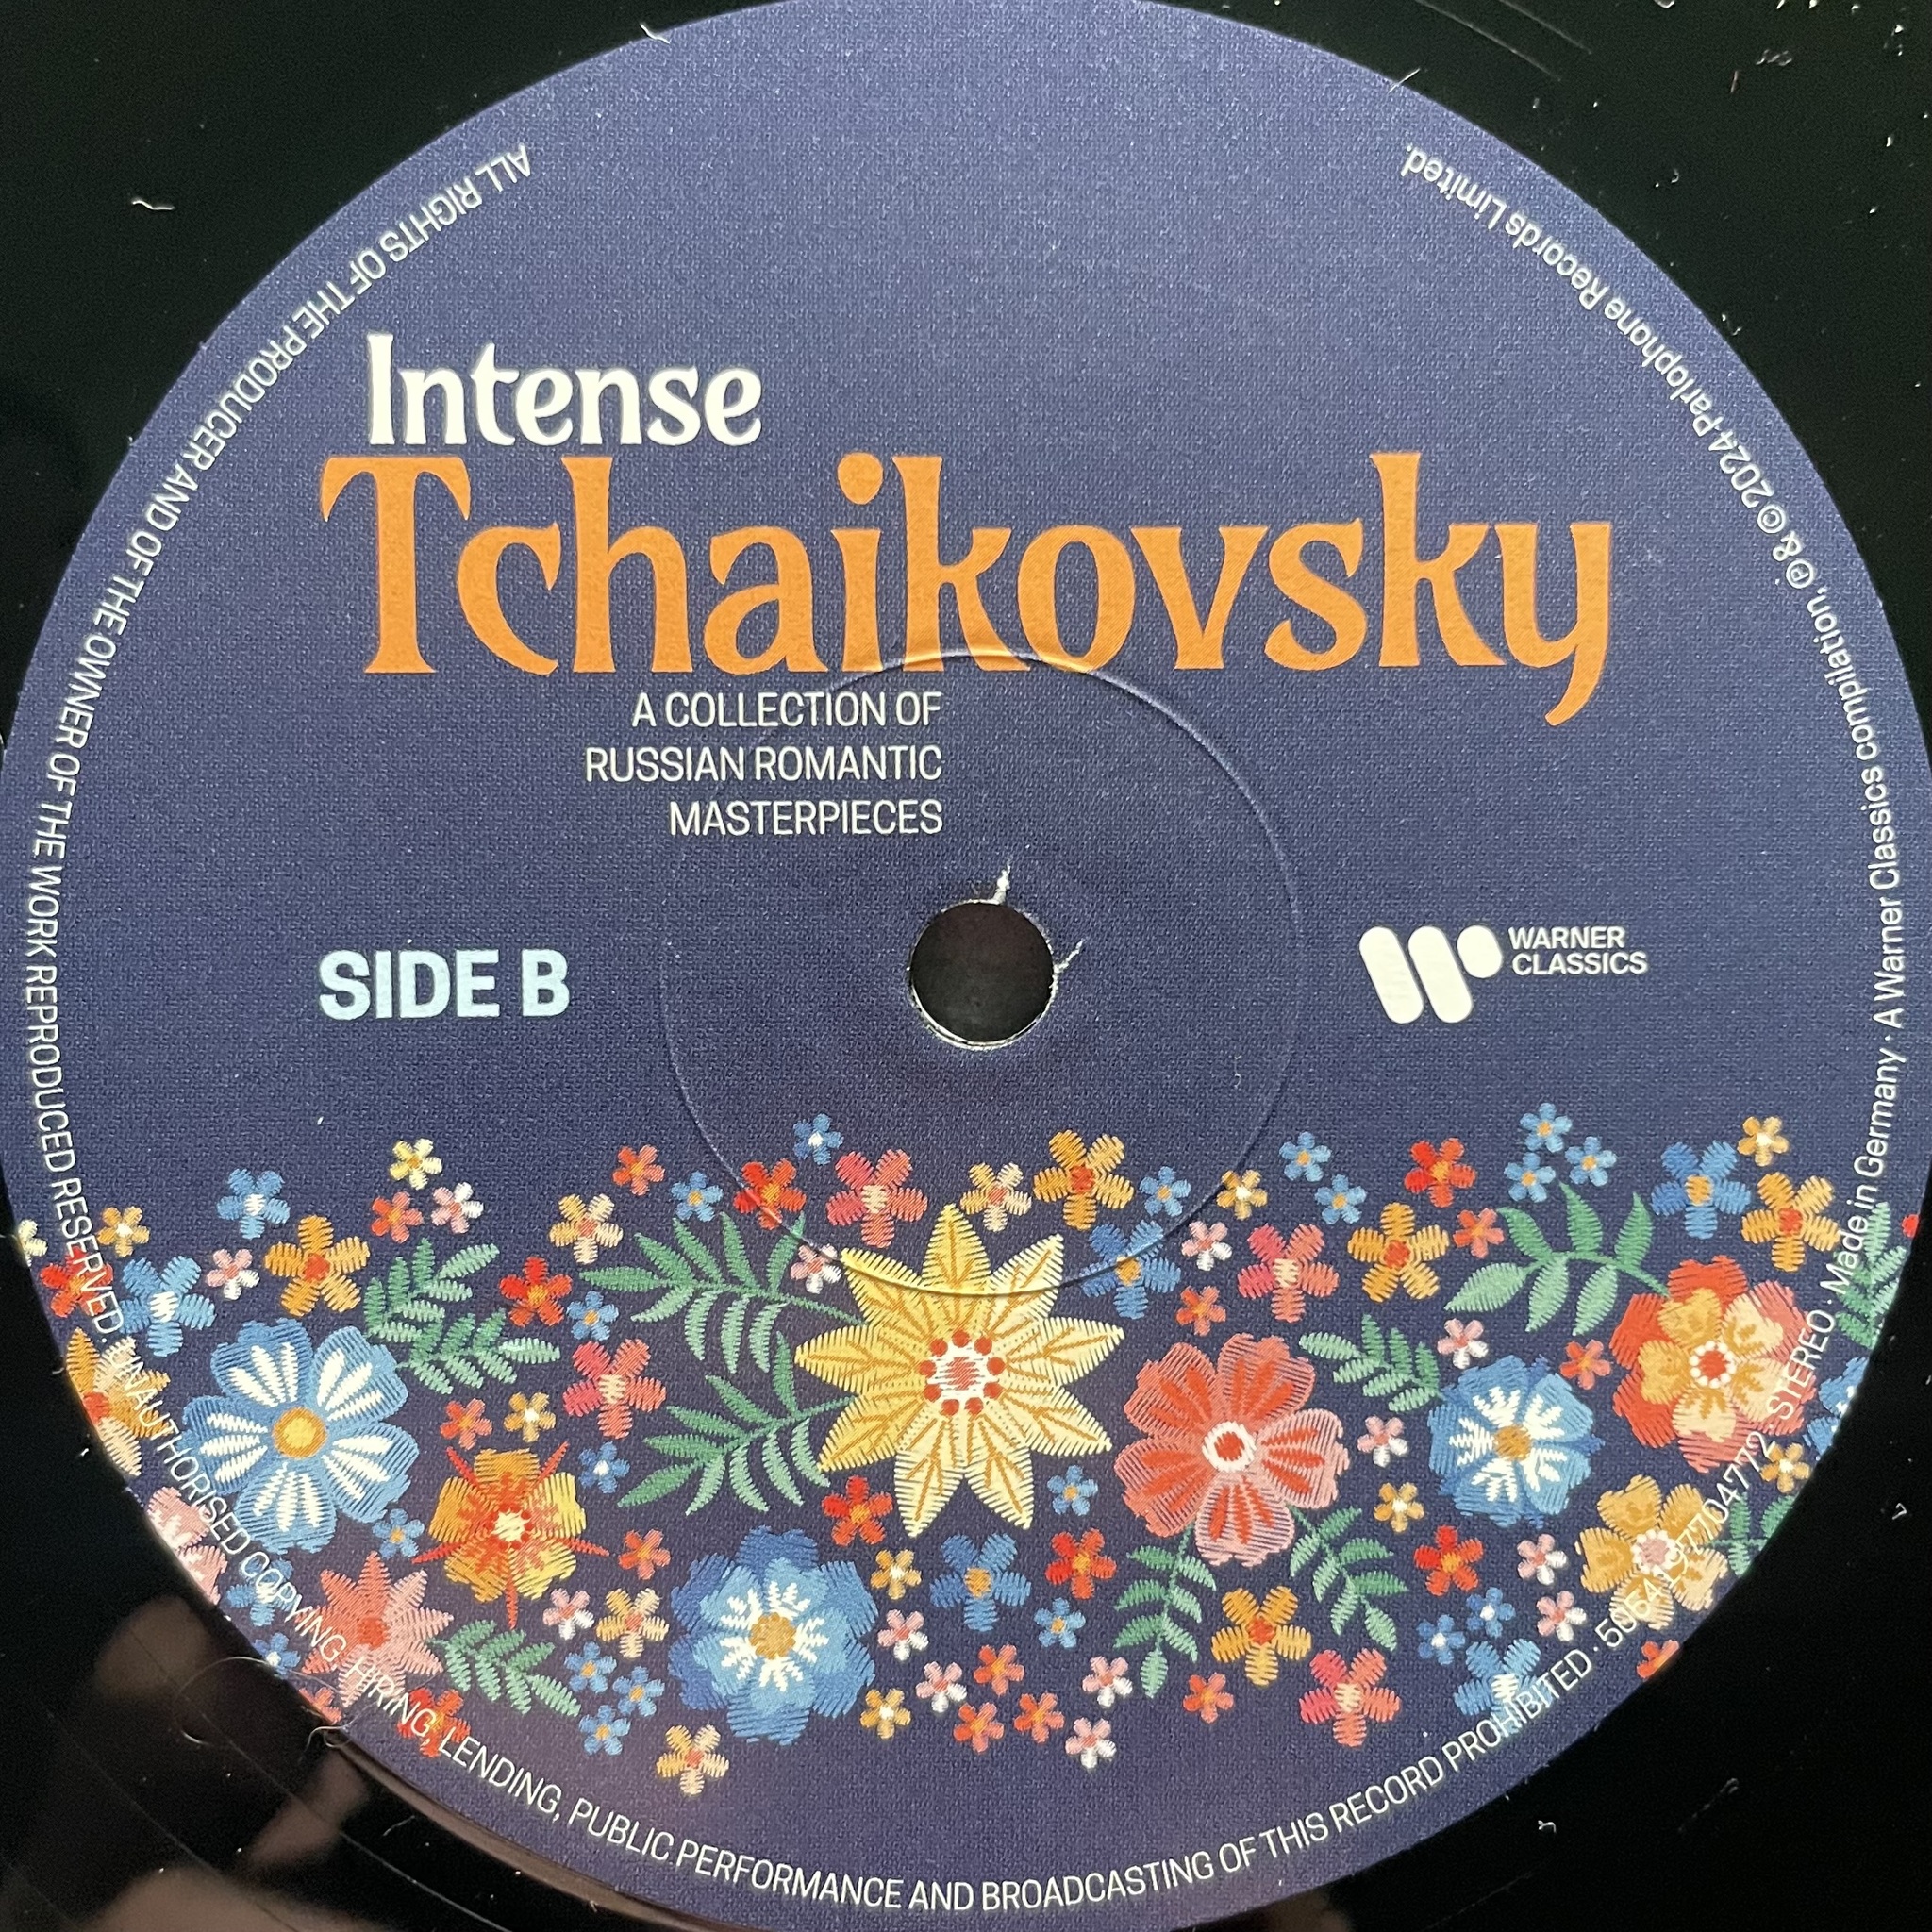 Intense
Tchaikovsky
A COLLECTION OF
RUSSIAN ROMANTIC
MASTERPIECES
SIDE B
WARNER
CLASSICS
ALL RIGHTS OF THE PRODUCER AND OF THE OWNER OF THE WORK REPRODUCED RESERVED. UNAUTHORISED COPYING, HIRING, LENDING, PUBLIC PERFORMANCE AND BROADCASTING OF THIS RECORD PROHIBITED · 5054197704772 · STEREO · Made in Germany · A Warner Classics compilation, ℗ & © 2024 Parlophone Records Limited.